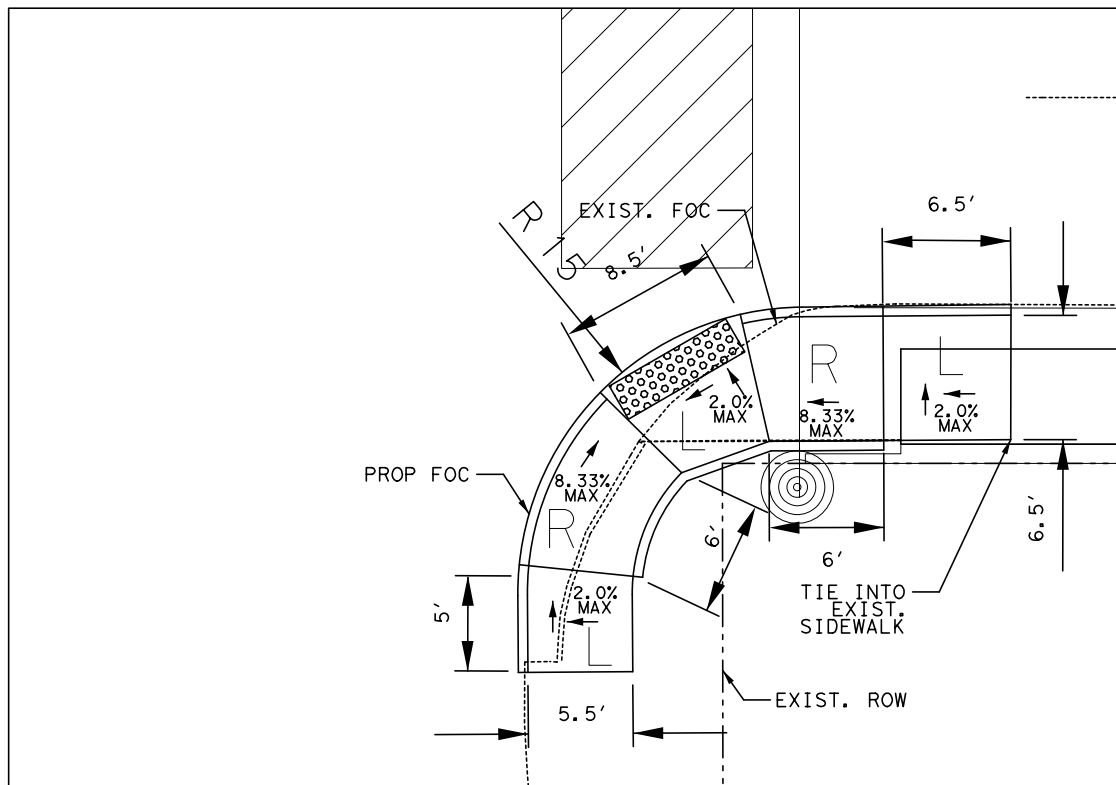 6.5'
EXIST. FOC
R 15
8.5'
R
L
2.0%
MAX
2.0%
MAX
L
8.33%
MAX
PROP FOC
8.33%
MAX
R
6.5'
6'
6'
TIE INTO
EXIST.
SIDEWALK
2.0%
MAX
5'
L
EXIST. ROW
5.5'